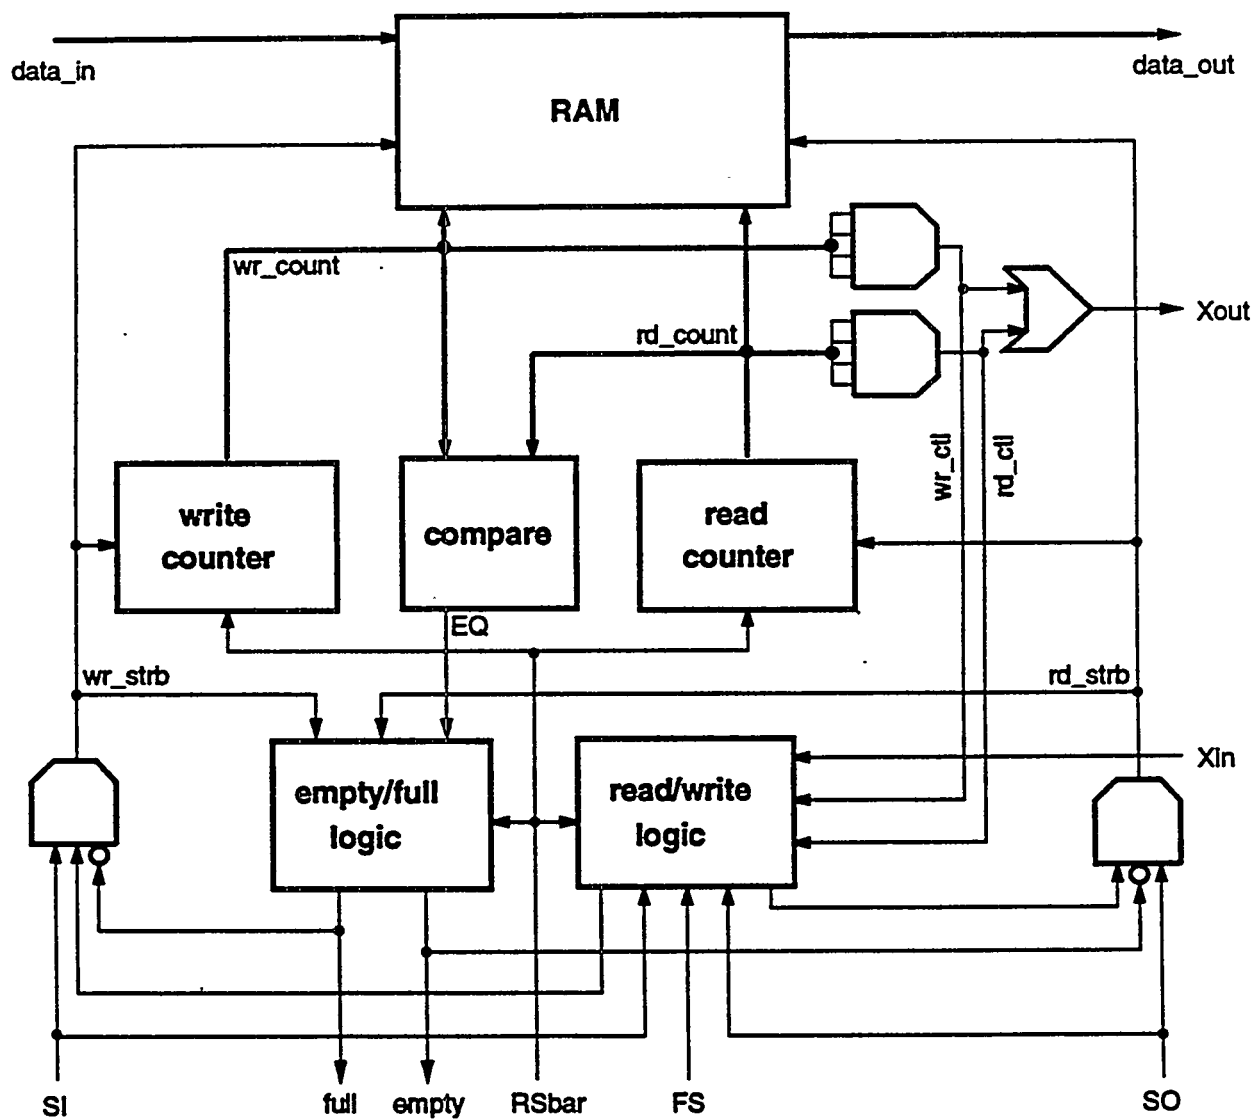 data_in
data_out
RAM
wr_count
Xout
rd_count
wr_ctl
rd_ctl
write
counter
compare
read
counter
EQ
wr_strb
rd_strb
Xin
empty/full
logic
read/write
logic
SI
full
empty
RSbar
FS
SO